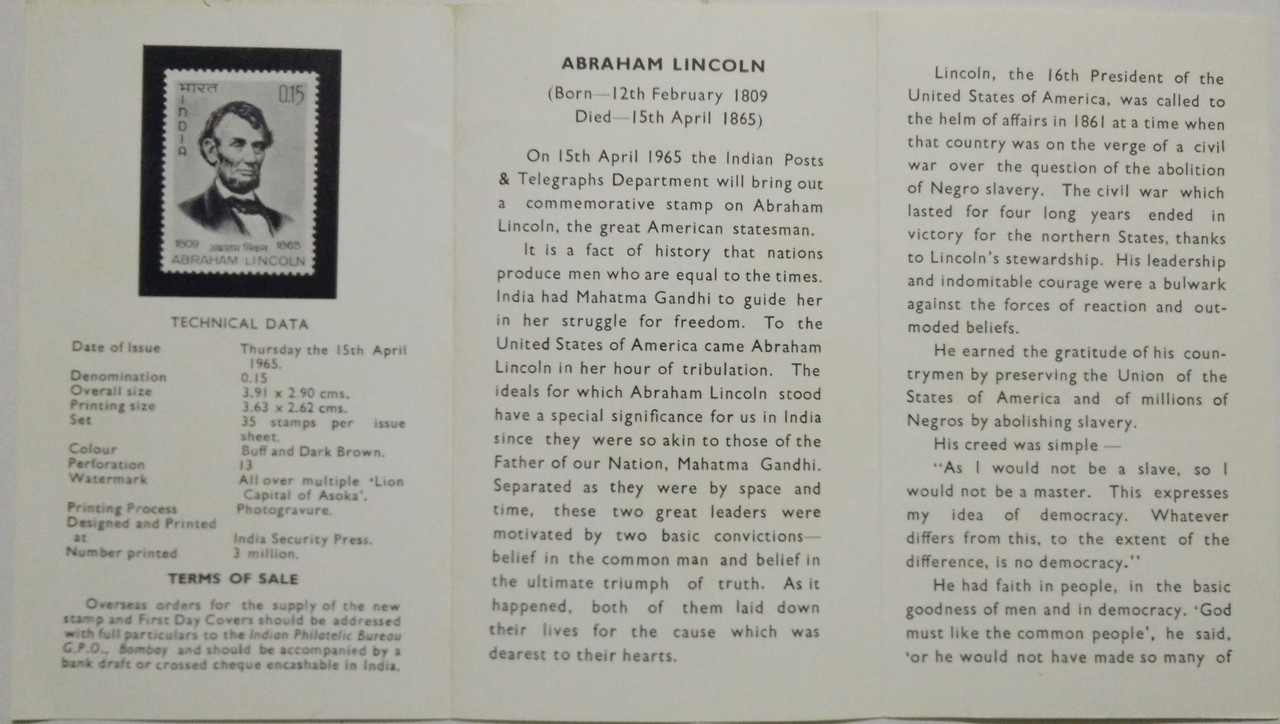 भारत
0.15
INDIA
1809 अब्राहम लिंकन 1865
ABRAHAM LINCOLN
TECHNICAL DATA
Date of Issue Thursday the 15th April
1965.
Denomination 0.15
Overall size 3.91 x 2.90 cms.
Printing size 3.63 x 2.62 cms.
Set 35 stamps per issue
sheet.
Colour Buff and Dark Brown.
Perforation 13
Watermark All over multiple ‘Lion
Capital of Asoka’.
Printing Process Photogravure.
Designed and Printed
at India Security Press.
Number printed 3 million.
TERMS OF SALE
Overseas orders for the supply of the new
stamp and First Day Covers should be addressed
with full particulars to the Indian Philatelic Bureau
G.P.O., Bombay and should be accompanied by a
bank draft or crossed cheque encashable in India.
ABRAHAM LINCOLN
(Born—12th February 1809
Died—15th April 1865)
On 15th April 1965 the Indian Posts
& Telegraphs Department will bring out
a commemorative stamp on Abraham
Lincoln, the great American statesman.
It is a fact of history that nations
produce men who are equal to the times.
India had Mahatma Gandhi to guide her
in her struggle for freedom. To the
United States of America came Abraham
Lincoln in her hour of tribulation. The
ideals for which Abraham Lincoln stood
have a special significance for us in India
since they were so akin to those of the
Father of our Nation, Mahatma Gandhi.
Separated as they were by space and
time, these two great leaders were
motivated by two basic convictions—
belief in the common man and belief in
the ultimate triumph of truth. As it
happened, both of them laid down
their lives for the cause which was
dearest to their hearts.
Lincoln, the 16th President of the
United States of America, was called to
the helm of affairs in 1861 at a time when
that country was on the verge of a civil
war over the question of the abolition
of Negro slavery. The civil war which
lasted for four long years ended in
victory for the northern States, thanks
to Lincoln's stewardship. His leadership
and indomitable courage were a bulwark
against the forces of reaction and out-
moded beliefs.
He earned the gratitude of his coun-
trymen by preserving the Union of the
States of America and of millions of
Negros by abolishing slavery.
His creed was simple —
“As I would not be a slave, so I
would not be a master. This expresses
my idea of democracy. Whatever
differs from this, to the extent of the
difference, is no democracy.”
He had faith in people, in the basic
goodness of men and in democracy. ‘God
must like the common people’, he said,
‘or he would not have made so many of